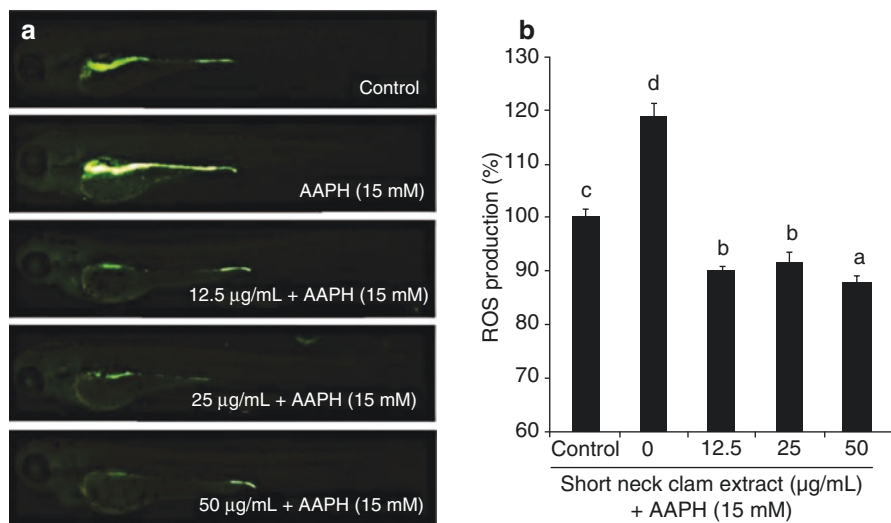 a
Control
AAPH (15 mM)
12.5 μg/mL + AAPH (15 mM)
25 μg/mL + AAPH (15 mM)
50 μg/mL + AAPH (15 mM)
b
ROS production (%)
130
120
110
100
90
80
70
60
c
d
b
b
a
Control 0 12.5 25 50
Short neck clam extract (μg/mL)
+ AAPH (15 mM)